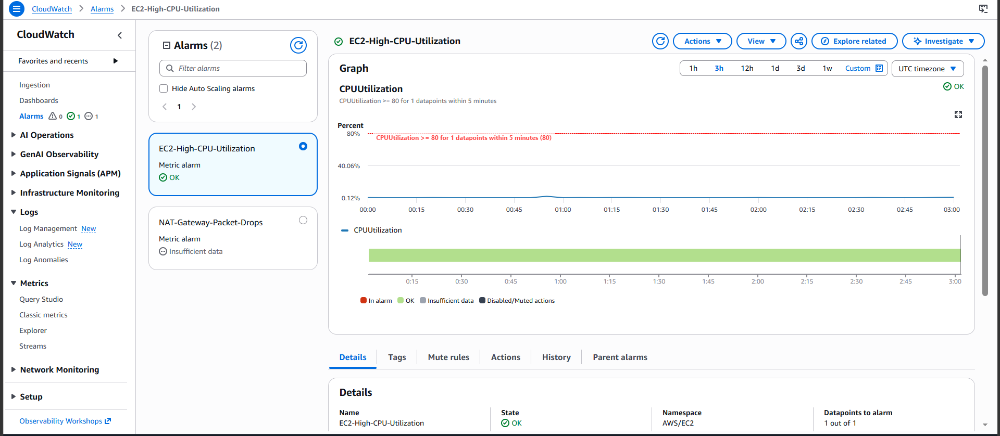 CloudWatch > Alarms > EC2-High-CPU-Utilization
CloudWatch
Favorites and recents
Ingestion
Dashboards
Alarms 0 1 1
AI Operations
GenAI Observability
Application Signals (APM)
Infrastructure Monitoring
Logs
Log Management New
Log Analytics New
Log Anomalies
Metrics
Query Studio
Classic metrics
Explorer
Streams
Network Monitoring
Setup
Observability Workshops
Alarms (2)
Filter alarms
Hide Auto Scaling alarms
1
EC2-High-CPU-Utilization
Metric alarm
OK
NAT-Gateway-Packet-Drops
Metric alarm
Insufficient data
EC2-High-CPU-Utilization
Actions View Explore related Investigate
Graph
1h 3h 12h 1d 3d 1w Custom UTC timezone
CPUUtilization
OK
CPUUtilization >= 80 for 1 datapoints within 5 minutes
Percent
80%
CPUUtilization >= 80 for 1 datapoints within 5 minutes (80)
40.06%
0.12%
00:00 00:15 00:30 00:45 01:00 01:15 01:30 01:45 02:00 02:15 02:30 02:45 03:00
CPUUtilization
0:15 0:30 0:45 1:00 1:15 1:30 1:45 2:00 2:15 2:30 2:45 3:00
In alarm OK Insufficient data Disabled/Muted actions
Details Tags Mute rules Actions History Parent alarms
Details
Name State Namespace Datapoints to alarm
EC2-High-CPU-Utilization OK AWS/EC2 1 out of 1